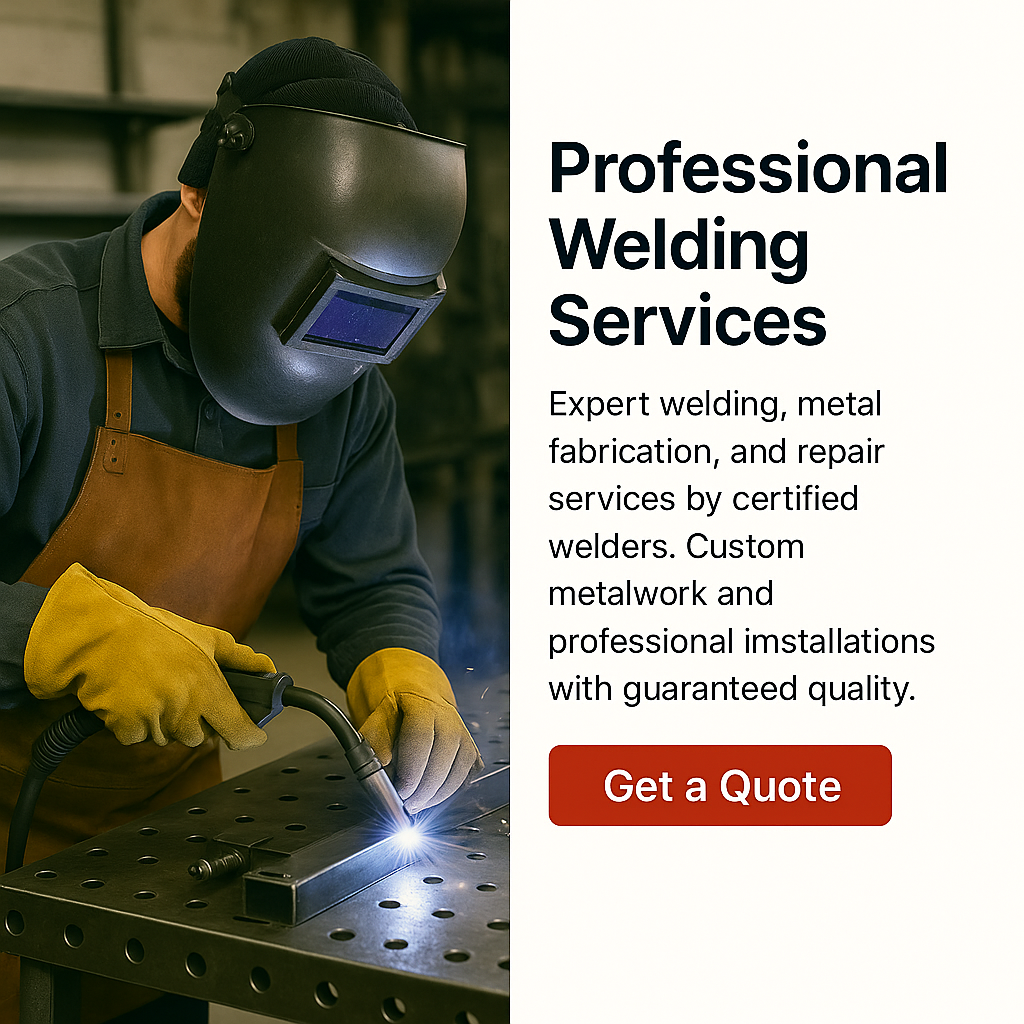 Professional
Welding
Services
Expert welding, metal
fabrication, and repair
services by certified
welders. Custom
metalwork and
professional imstallations
with guaranteed quality.
Get a Quote